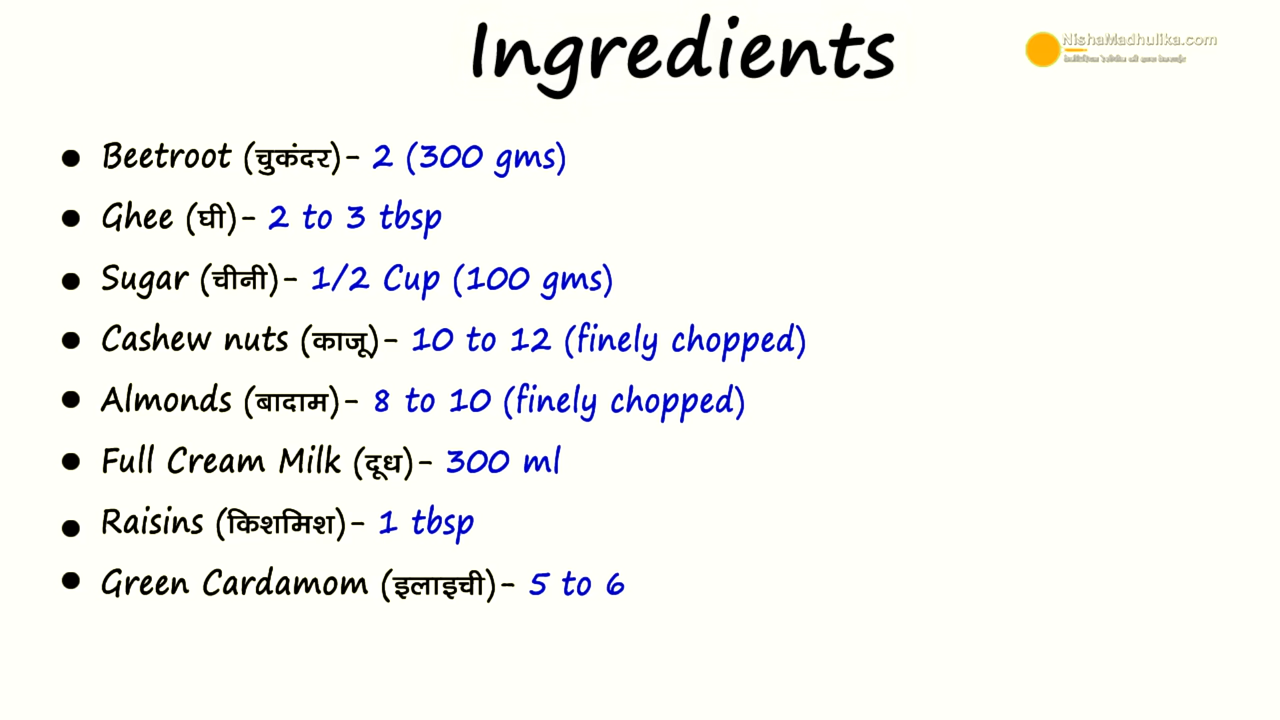 Ingredients
NishaMadhulika.com
• Beetroot (चुकंदर)- 2 (300 gms)
• Ghee (घी)- 2 to 3 tbsp
• Sugar (चीनी)- 1/2 Cup (100 gms)
• Cashew nuts (काजू)- 10 to 12 (finely chopped)
• Almonds (बादाम)- 8 to 10 (finely chopped)
• Full Cream Milk (दूध)- 300 ml
• Raisins (किशमिश)- 1 tbsp
• Green Cardamom (इलाइची)- 5 to 6